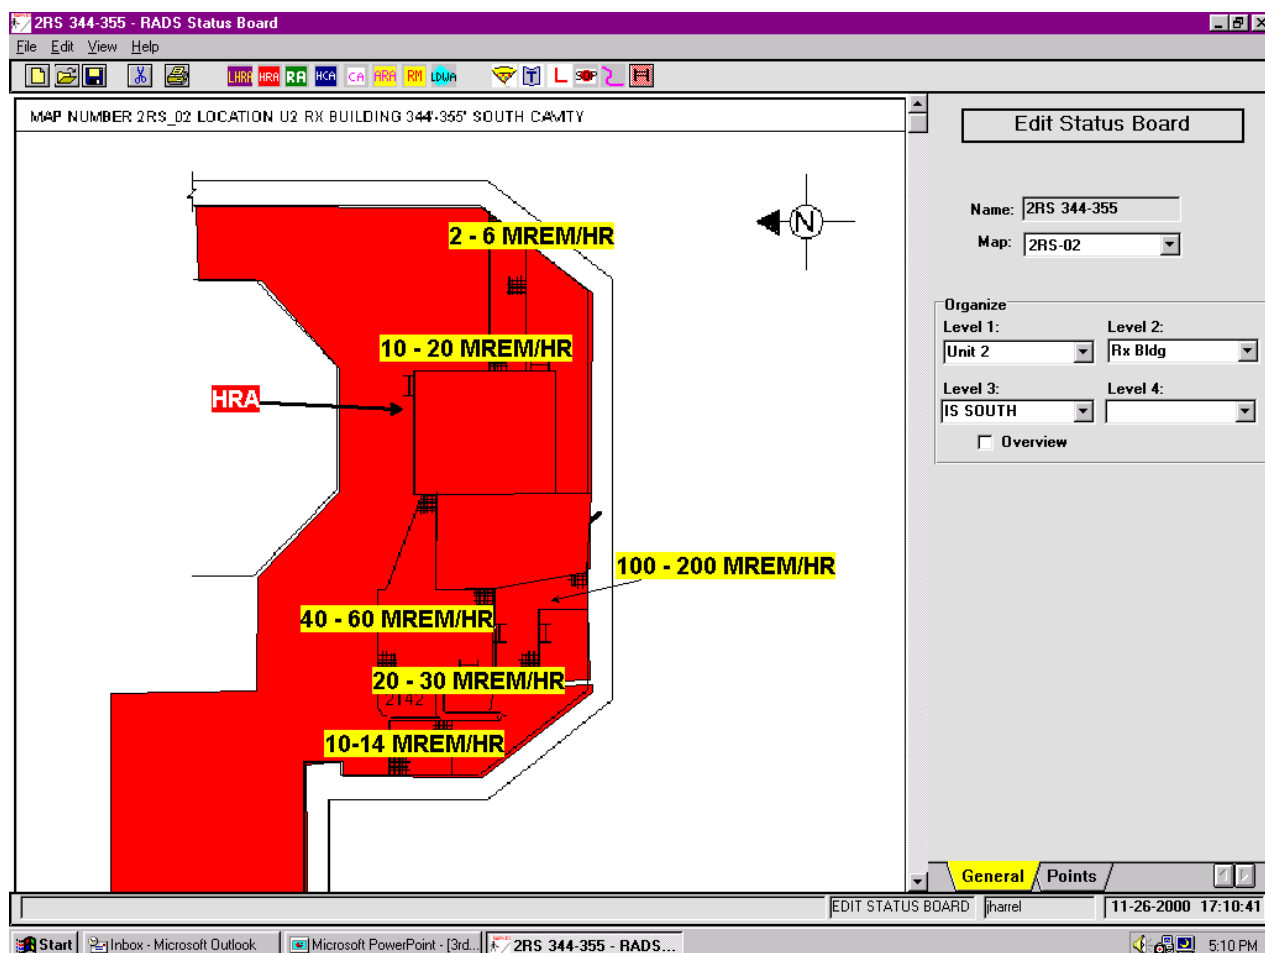 2RS 344-355 - RADS Status Board
File Edit View Help
LHRA HRA RA HCA CA ARA RM LDWA T L SOP H
MAP NUMBER 2RS_02 LOCATION U2 RX BUILDING 344'-355' SOUTH CAVITY
Edit Status Board
N
Name: 2RS 344-355
Map: 2RS-02
2 - 6 MREM/HR
10 - 20 MREM/HR
HRA
Organize
Level 1: Level 2:
Unit 2 Rx Bldg
Level 3: Level 4:
IS SOUTH
Overview
100 - 200 MREM/HR
40 - 60 MREM/HR
20 - 30 MREM/HR
2142
10-14 MREM/HR
General Points
EDIT STATUS BOARD jharrel 11-26-2000 17:10:41
Start Inbox - Microsoft Outlook Microsoft PowerPoint - [3rd... 2RS 344-355 - RADS... 5:10 PM